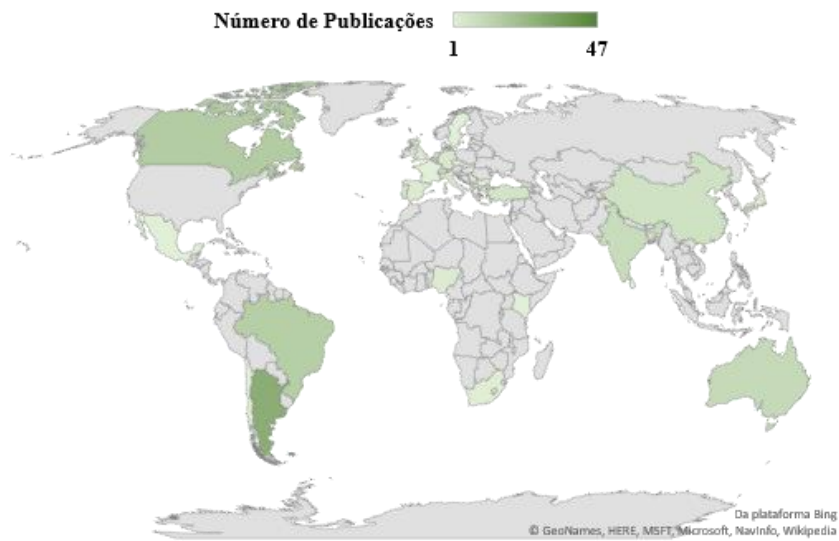 Número de Publicações
1 47
Da plataforma Bing
© GeoNames, HERE, MSFT, Microsoft, NavInfo, Wikipedia